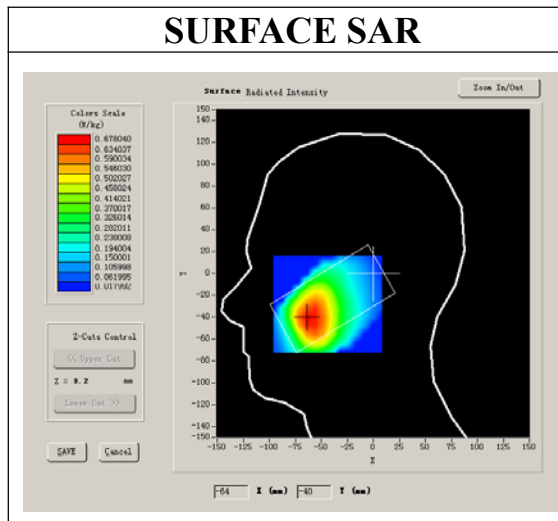 SURFACE SAR
Surface Radiated Intensity
Zoom In/Out
Colors Scale
(W/kg)
0.678040
0.634037
0.590034
0.546030
0.502027
0.458024
0.414021
0.370017
0.326014
0.282011
0.238008
0.194004
0.150001
0.105998
0.061995
0.017992
150
140
120
100
80
60
40
20
0
-20
-40
-60
-80
-100
-120
-140
-150
Y
-150 -125 -100 -75 -50 -25 0 25 50 75 100 125 150
X
Z-Cuts Control
<< Upper Cut
Z = 3.2 mm
Lower Cut >>
SAVE Cancel
-64 X (mm) -40 Y (mm)